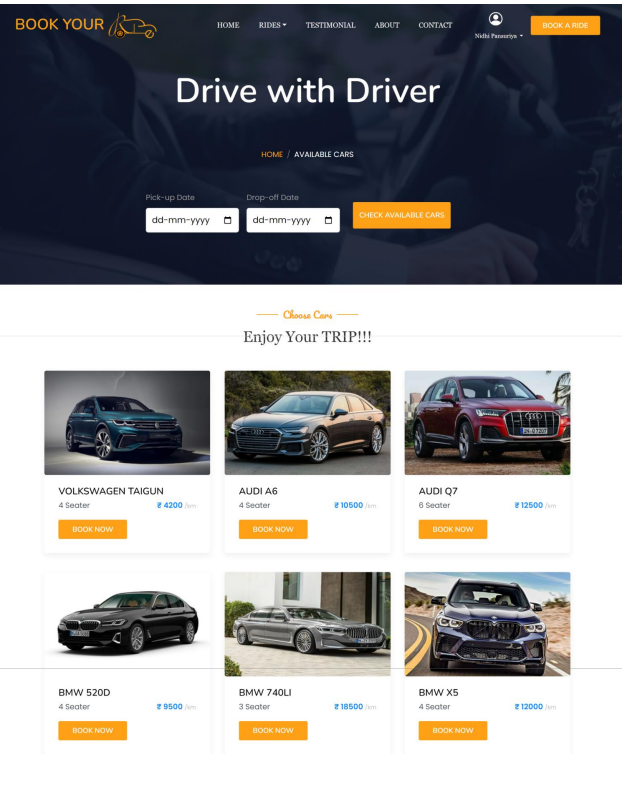 BOOK YOUR
HOME RIDES TESTIMONIAL ABOUT CONTACT
Nidhi Pansuriya
BOOK A RIDE
Drive with Driver
HOME / AVAILABLE CARS
Pick-up Date Drop-off Date
dd-mm-yyyy dd-mm-yyyy CHECK AVAILABLE CARS
Choose Cars
Enjoy Your TRIP!!!
VOLKSWAGEN TAIGUN
4 Seater ₹ 4200 /km
BOOK NOW
AUDI A6
4 Seater ₹ 10500 /km
BOOK NOW
AUDI Q7
6 Seater ₹ 12500 /km
BOOK NOW
BMW 520D
4 Seater ₹ 9500 /km
BOOK NOW
BMW 740LI
3 Seater ₹ 18500 /km
BOOK NOW
BMW X5
4 Seater ₹ 12000 /km
BOOK NOW